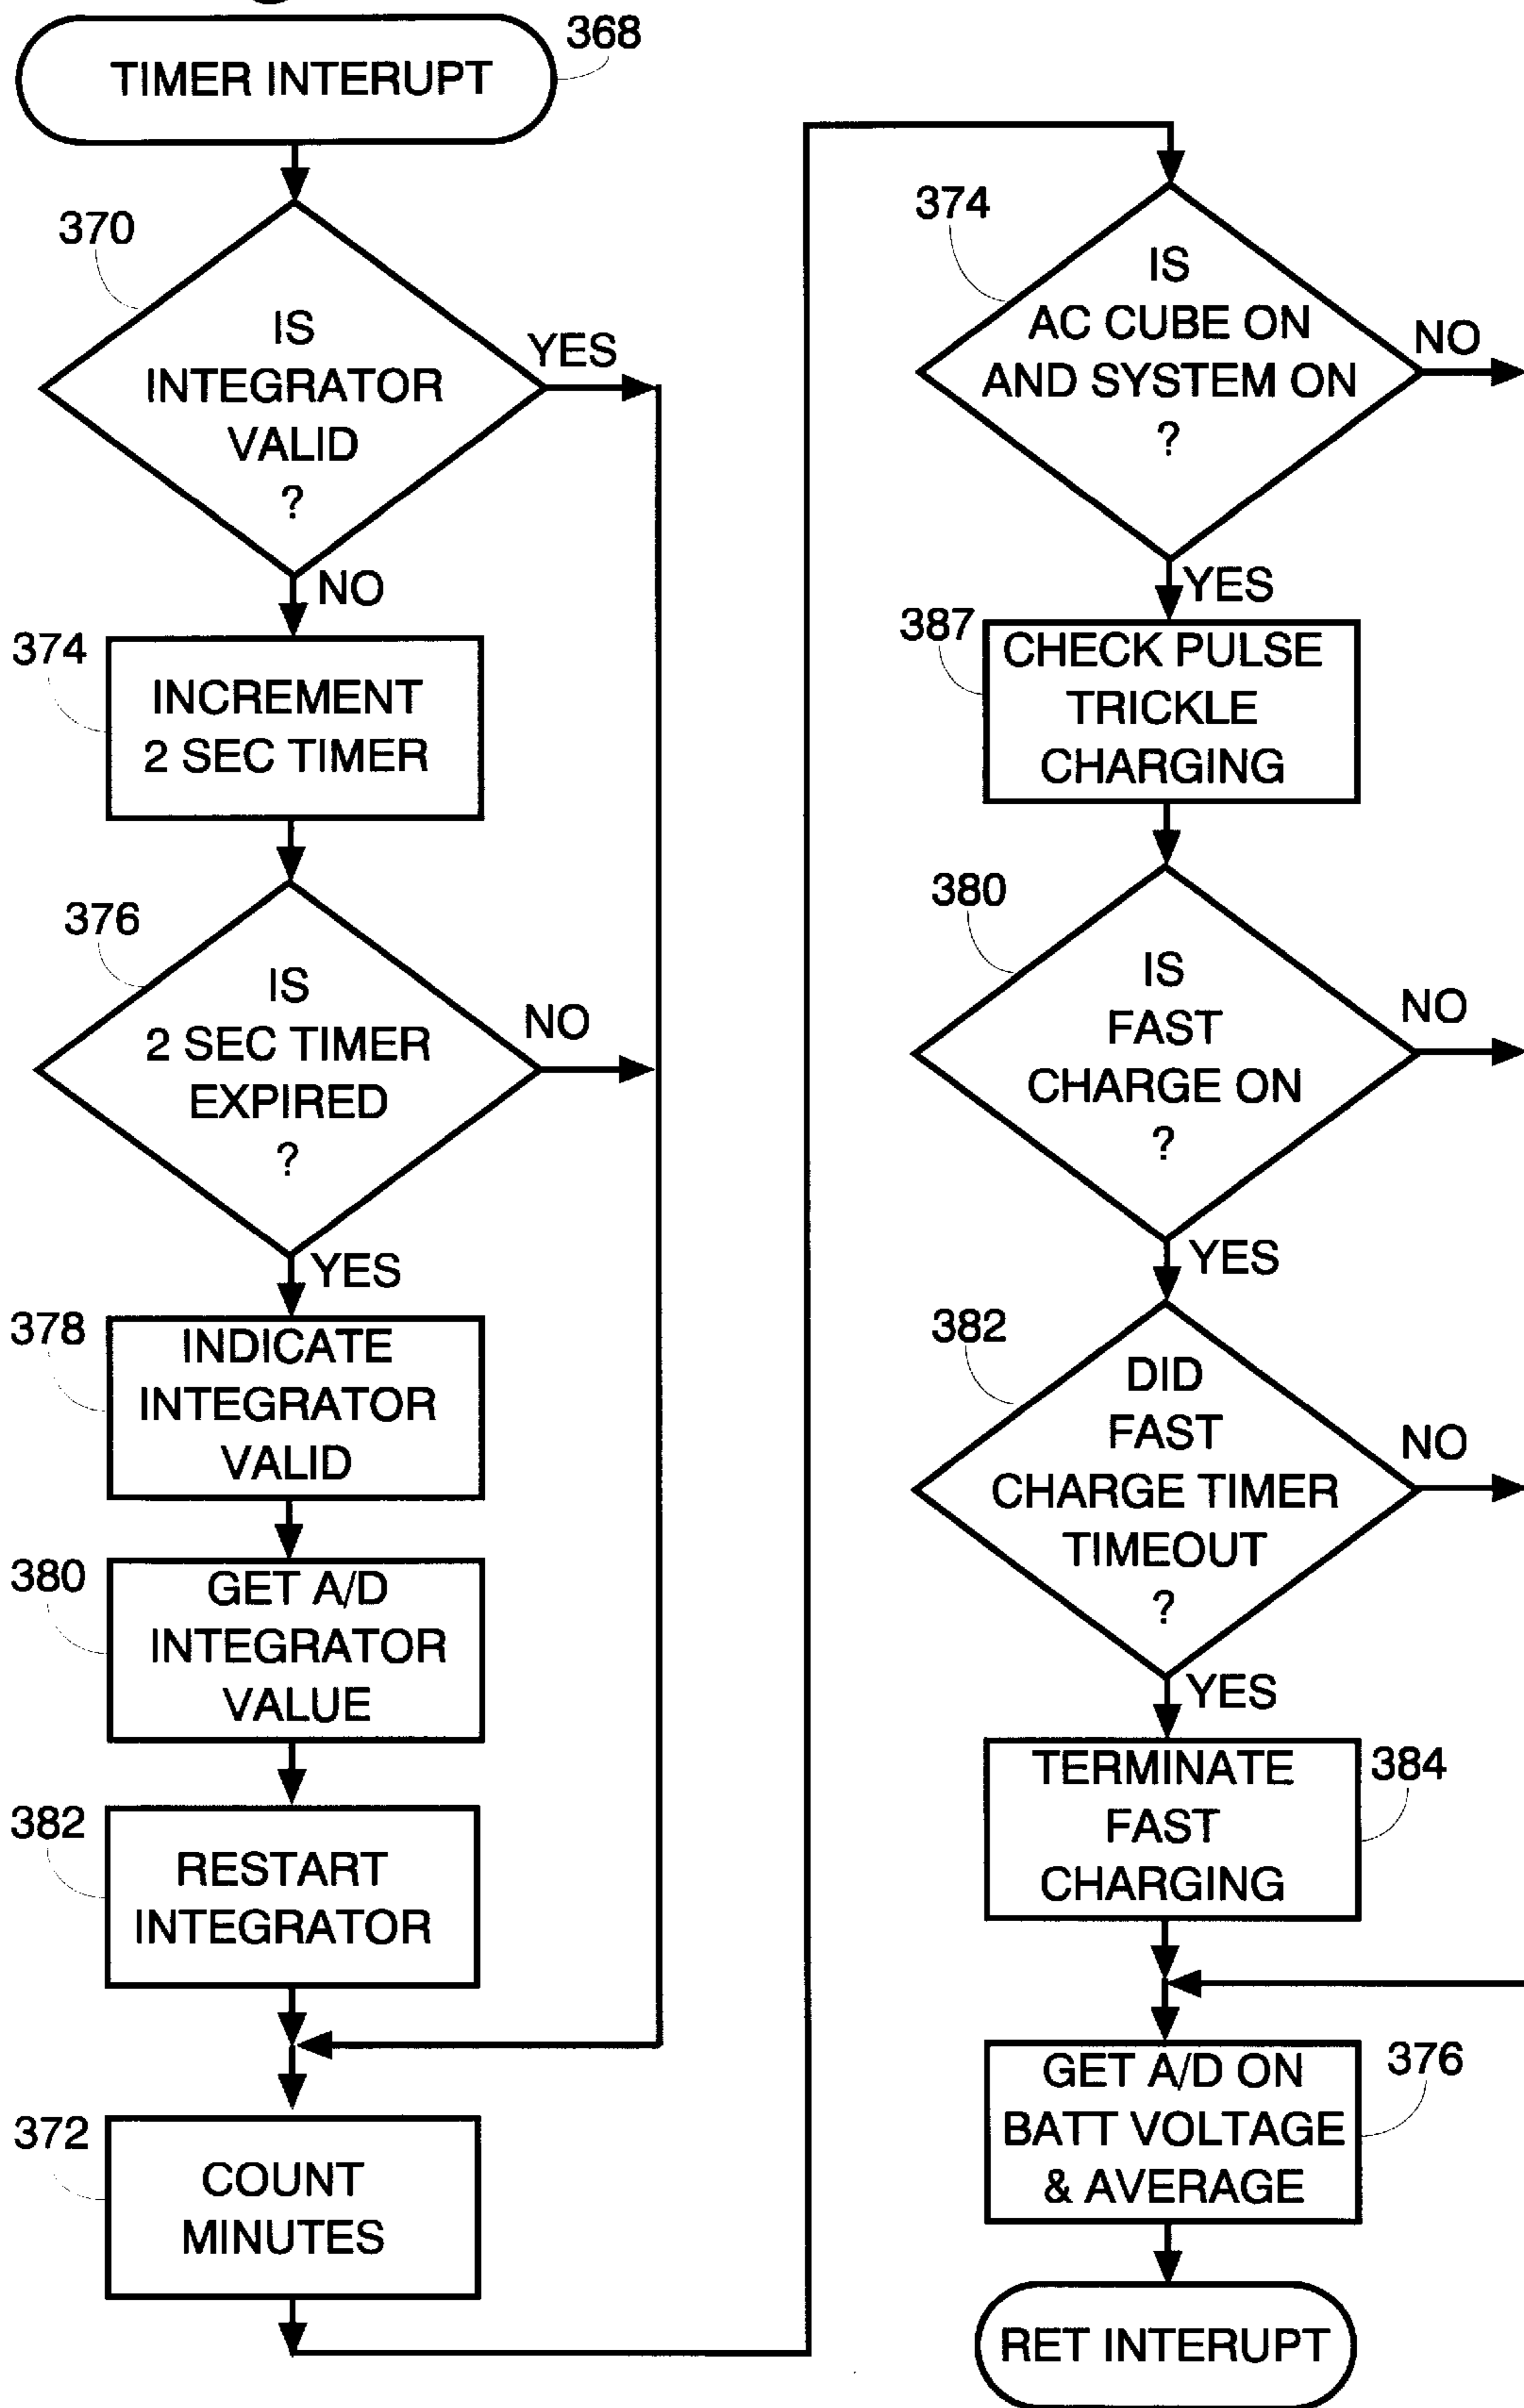 368
TIMER INTERUPT
370
IS
INTEGRATOR
VALID
?
YES
NO
374
INCREMENT
2 SEC TIMER
376
IS
2 SEC TIMER
EXPIRED
?
NO
YES
378
INDICATE
INTEGRATOR
VALID
380
GET A/D
INTEGRATOR
VALUE
382
RESTART
INTEGRATOR
372
COUNT
MINUTES
374
IS
AC CUBE ON
AND SYSTEM ON
?
NO
YES
387
CHECK PULSE
TRICKLE
CHARGING
380
IS
FAST
CHARGE ON
?
NO
YES
382
DID
FAST
CHARGE TIMER
TIMEOUT
?
NO
YES
TERMINATE
FAST
CHARGING
384
GET A/D ON
BATT VOLTAGE
& AVERAGE
376
RET INTERUPT